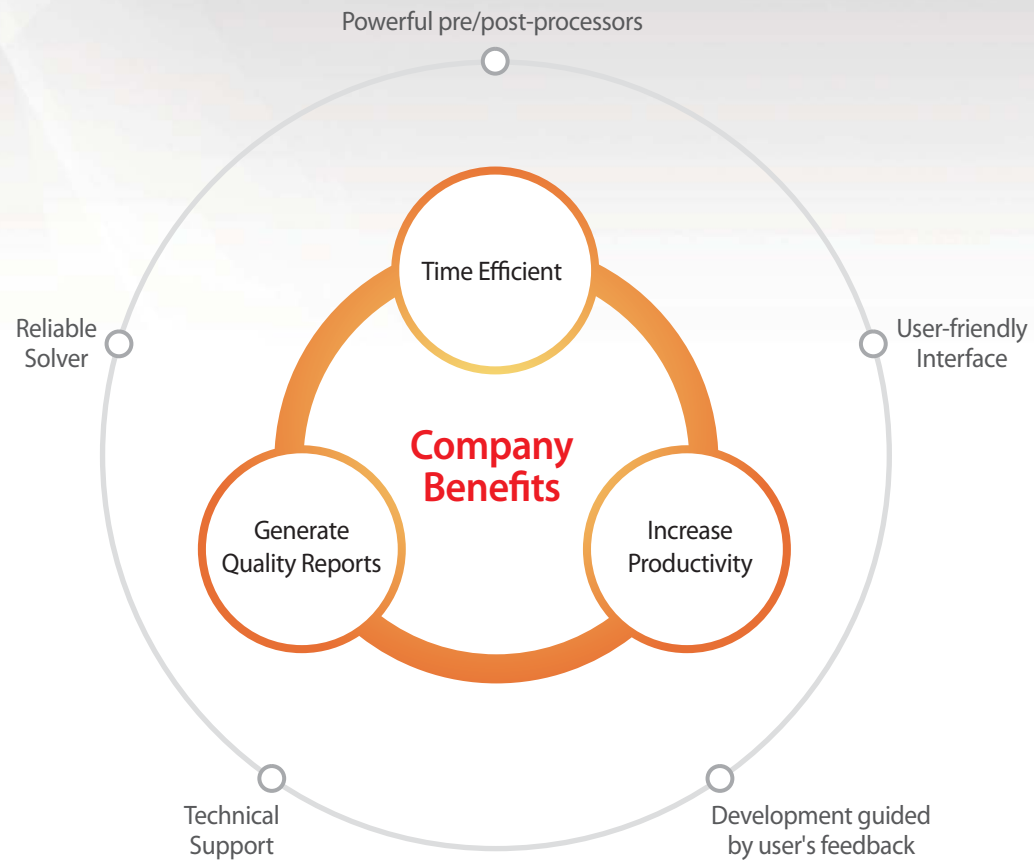 Powerful pre/post-processors
Time Efficient
Reliable
Solver
User-friendly
Interface
Company
Benefits
Generate
Quality Reports
Increase
Productivity
Technical
Support
Development guided
by user's feedback